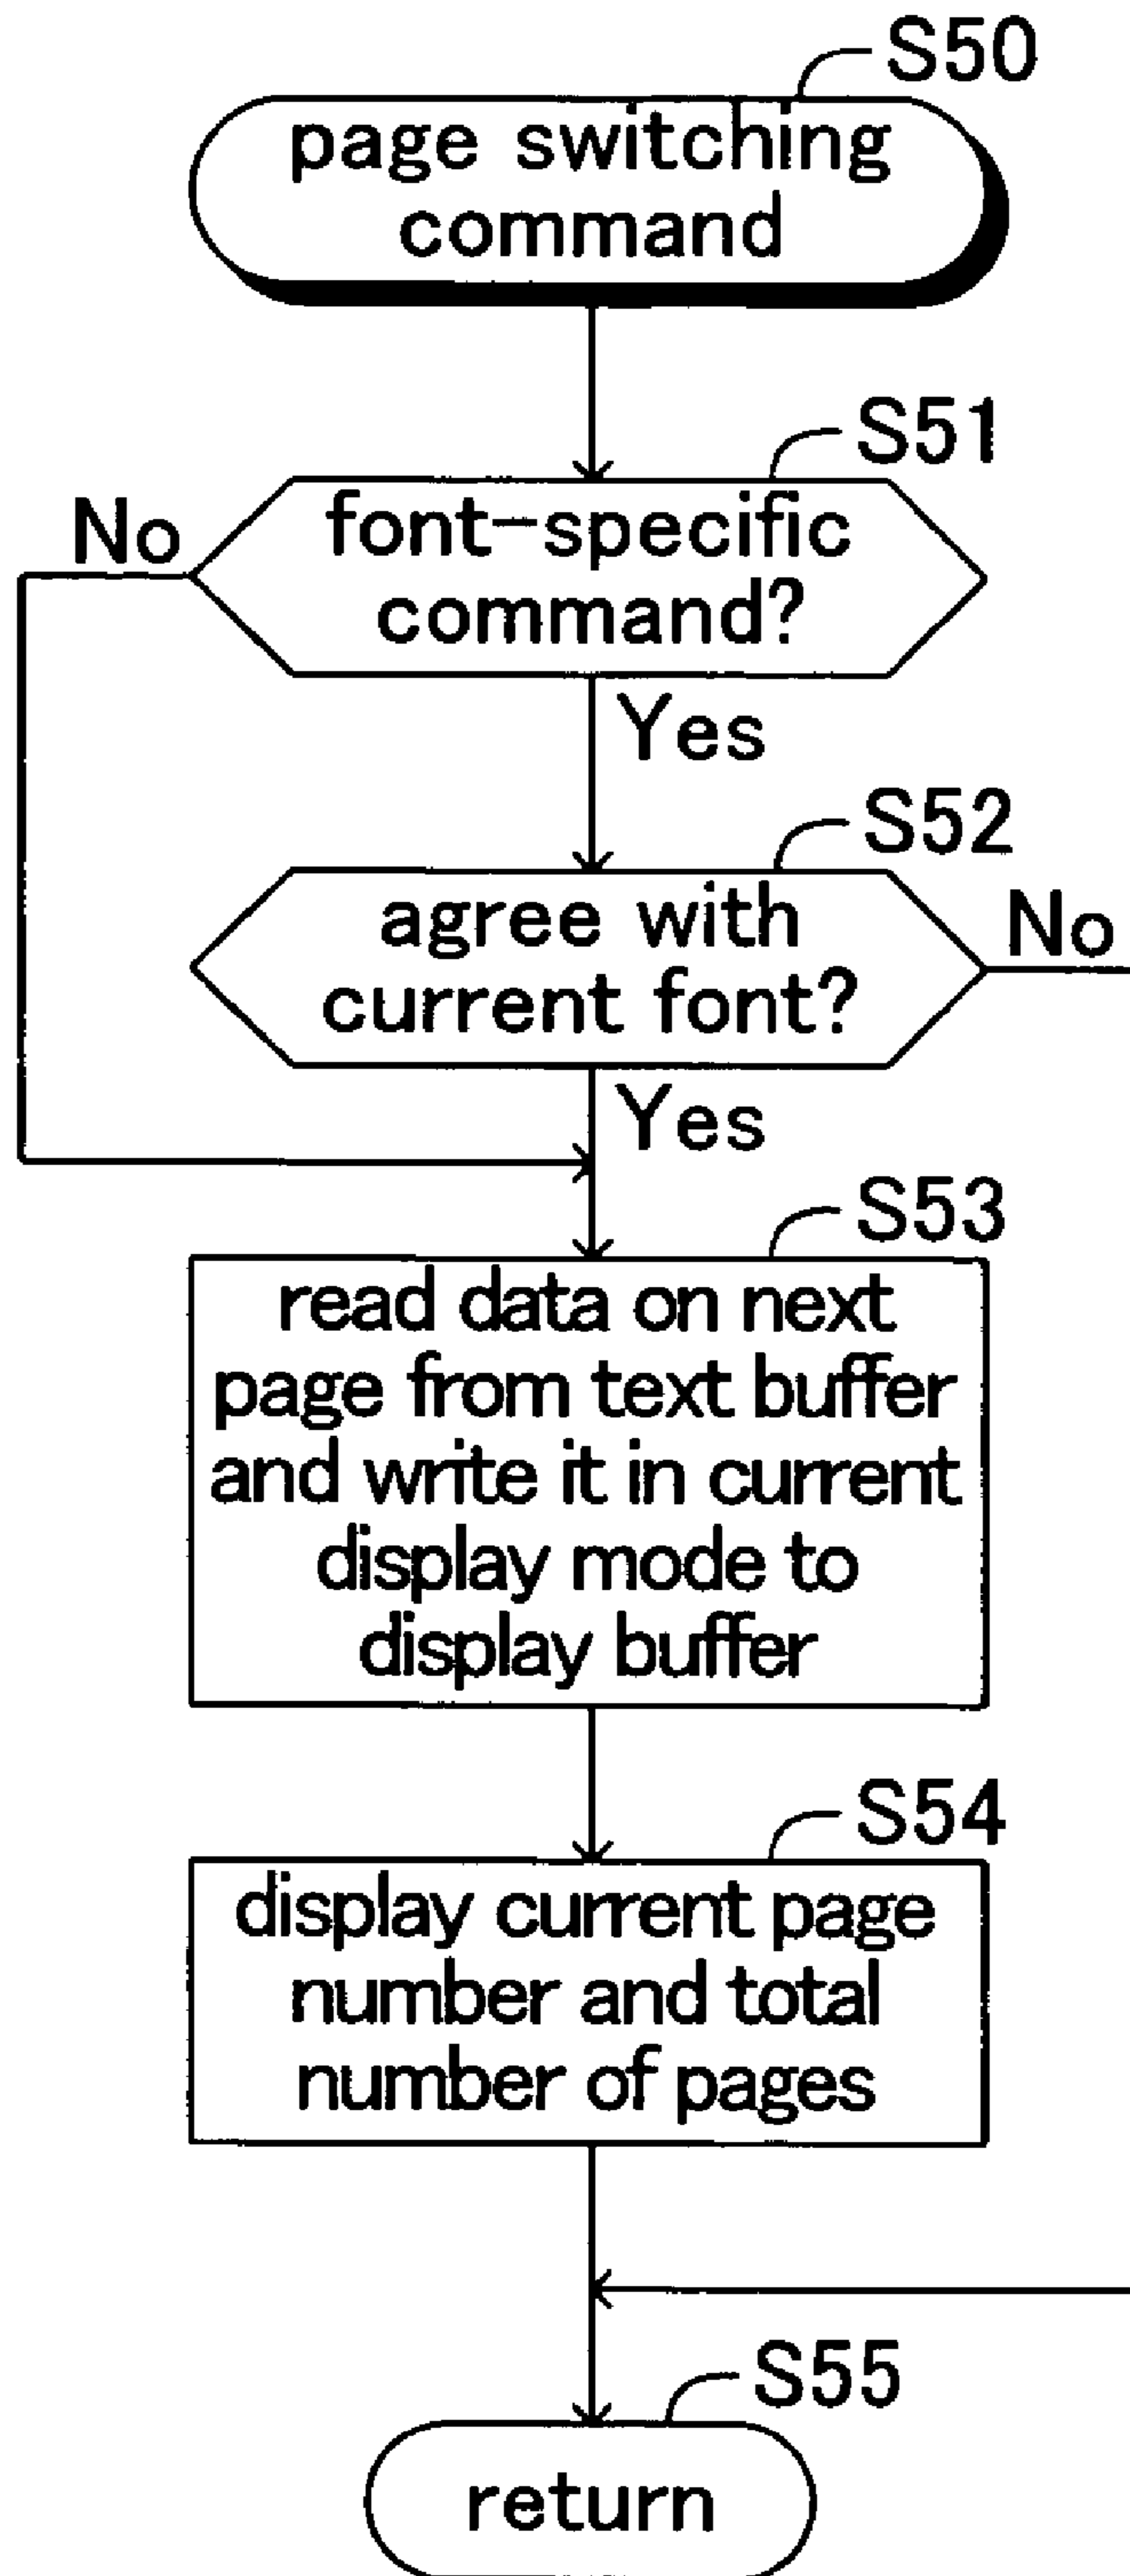 S50
page switching
command
S51
No
font-specific
command?
Yes
S52
agree with
current font?
No
Yes
S53
read data on next
page from text buffer
and write it in current
display mode to
display buffer
S54
display current page
number and total
number of pages
S55
return